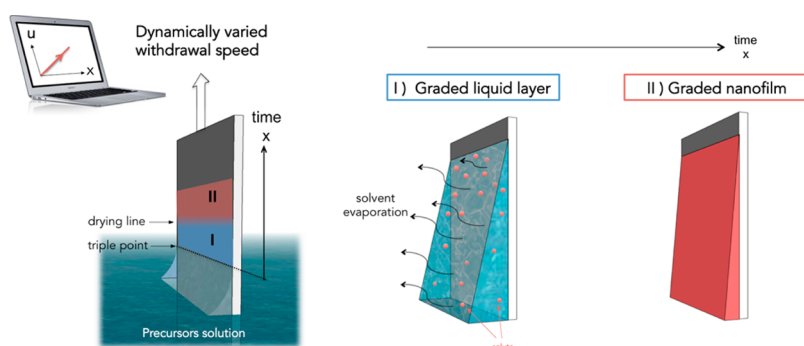 u
x
Dynamically varied
withdrawal speed
time
x
II
drying line
I
triple point
Precursors solution
time
x
I ) Graded liquid layer
II ) Graded nanofilm
solvent
evaporation